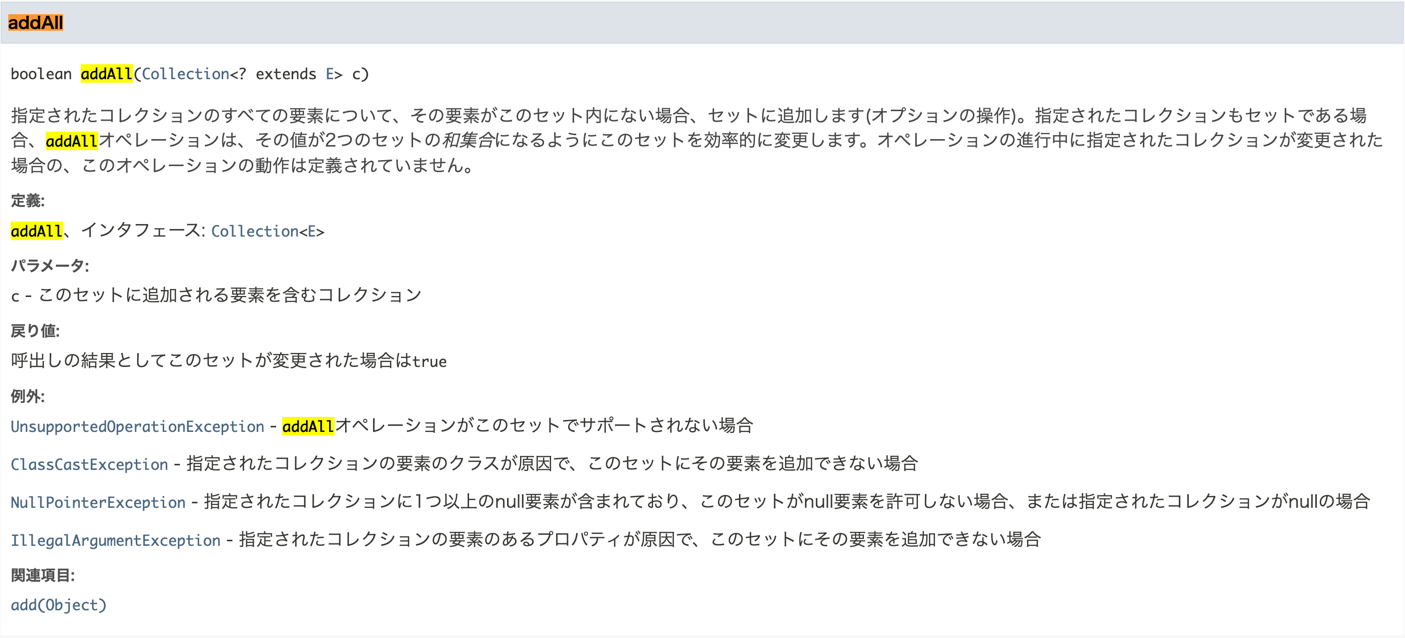 addAll
boolean addAll(Collection<? extends E> c)
指定されたコレクションのすべての要素について、その要素がこのセット内にない場合、セットに追加します(オプションの操作)。指定されたコレクションもセットである場
合、addAllオペレーションは、その値が2つのセットの和集合になるようにこのセットを効率的に変更します。オペレーションの進行中に指定されたコレクションが変更された
場合の、このオペレーションの動作は定義されていません。
定義:
addAll、インタフェース: Collection<E>
パラメータ:
c - このセットに追加される要素を含むコレクション
戻り値:
呼出しの結果としてこのセットが変更された場合はtrue
例外:
UnsupportedOperationException - addAllオペレーションがこのセットでサポートされない場合
ClassCastException - 指定されたコレクションの要素のクラスが原因で、このセットにその要素を追加できない場合
NullPointerException - 指定されたコレクションに1つ以上のnull要素が含まれており、このセットがnull要素を許可しない場合、または指定されたコレクションがnullの場合
IllegalArgumentException - 指定されたコレクションの要素のあるプロパティが原因で、このセットにその要素を追加できない場合
関連項目:
add(Object)